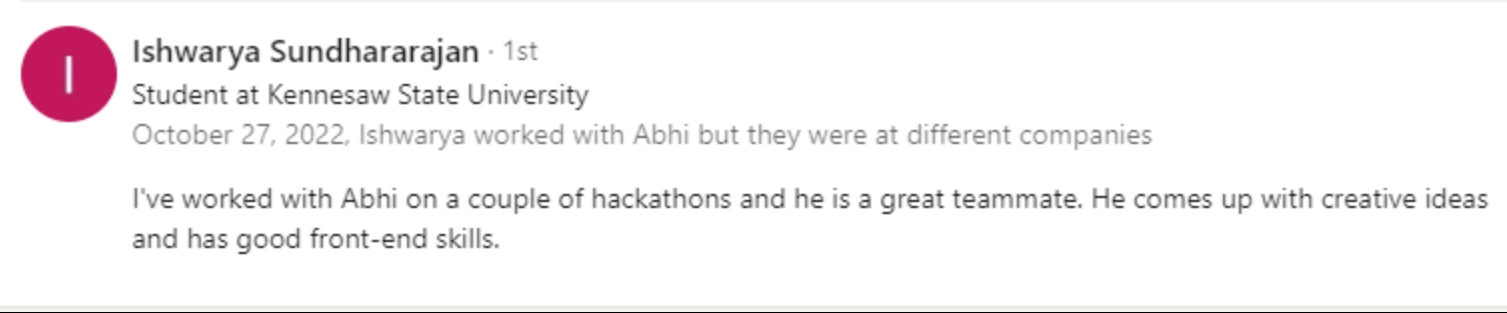 I
Ishwarya Sundhararajan · 1st
Student at Kennesaw State University
October 27, 2022, Ishwarya worked with Abhi but they were at different companies
I've worked with Abhi on a couple of hackathons and he is a great teammate. He comes up with creative ideas
and has good front-end skills.